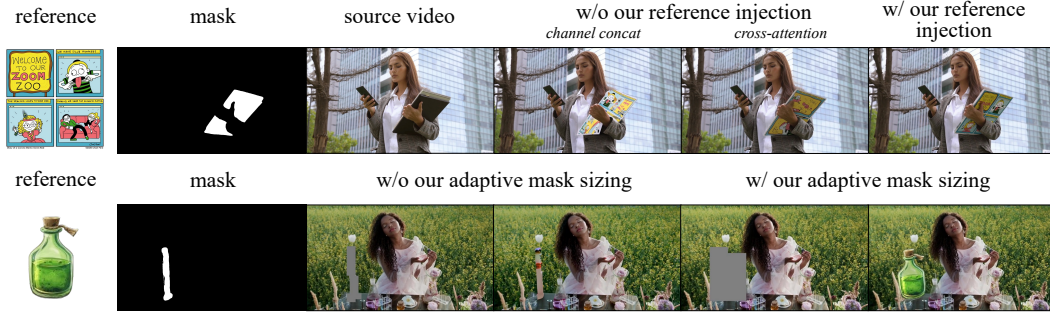 reference
mask
source video
w/o our reference injection
channel concat
cross-attention
w/ our reference
injection
WELCOME
TO OUR
ZOOM
ZOO
reference
mask
w/o our adaptive mask sizing
w/ our adaptive mask sizing